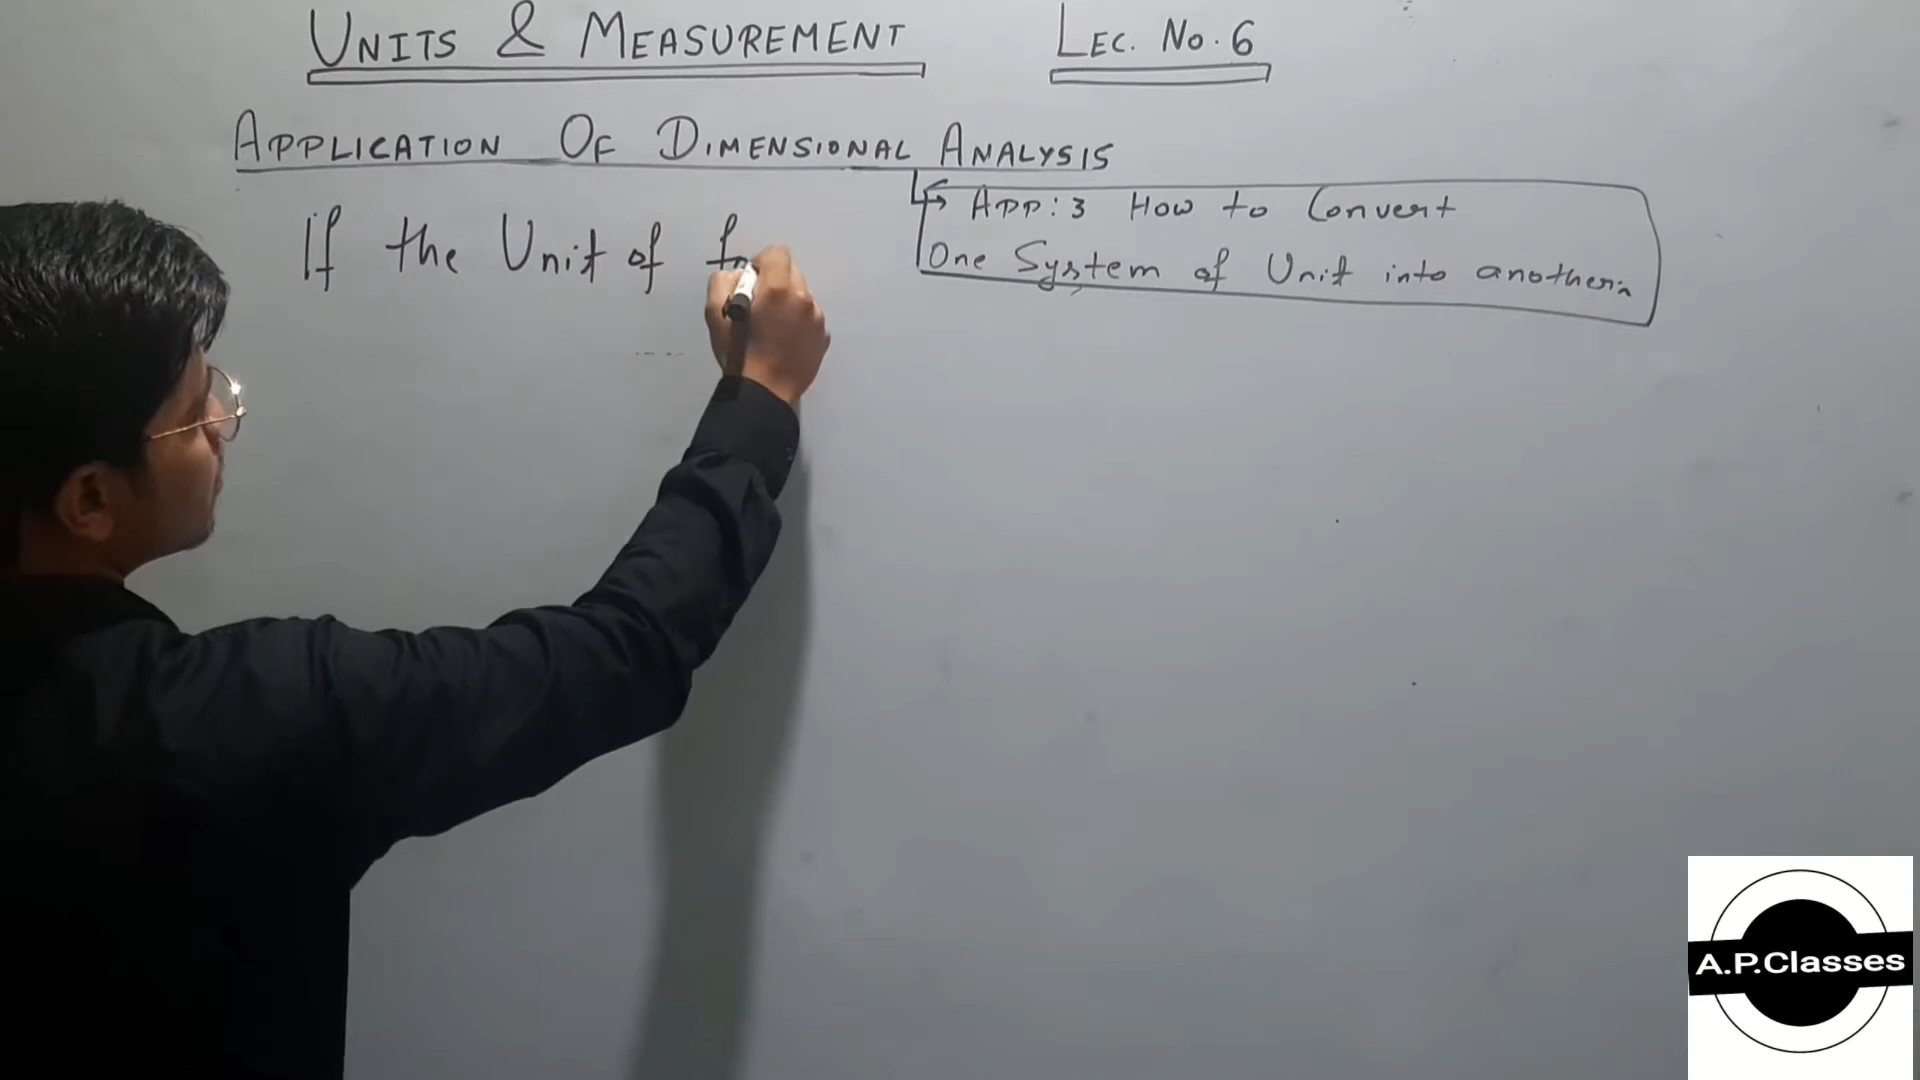 UNITS & MEASUREMENT LEC. No. 6
APPLICATION OF DIMENSIONAL ANALYSIS
APP: 3 HOW to Convert
One System of Unit into another:
If the Unit of
A.P.Classes